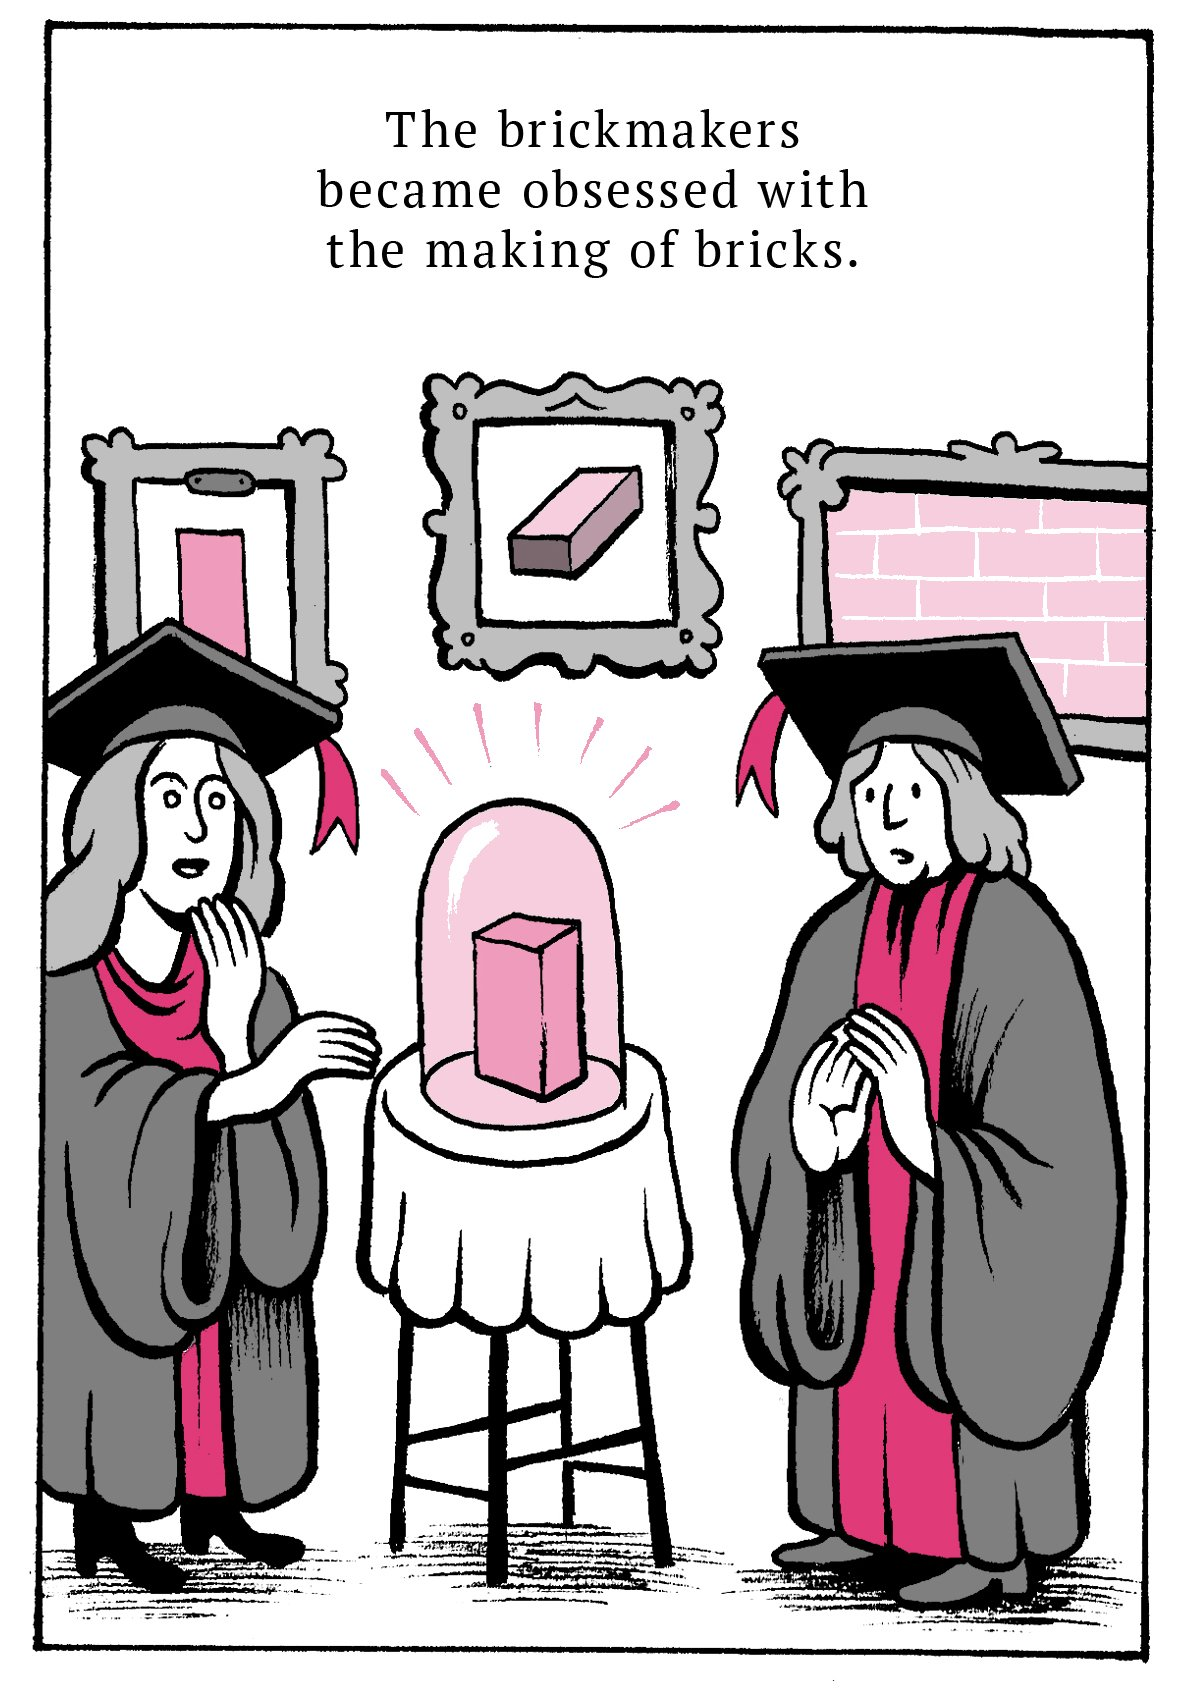 The brickmakers
became obsessed with
the making of bricks.